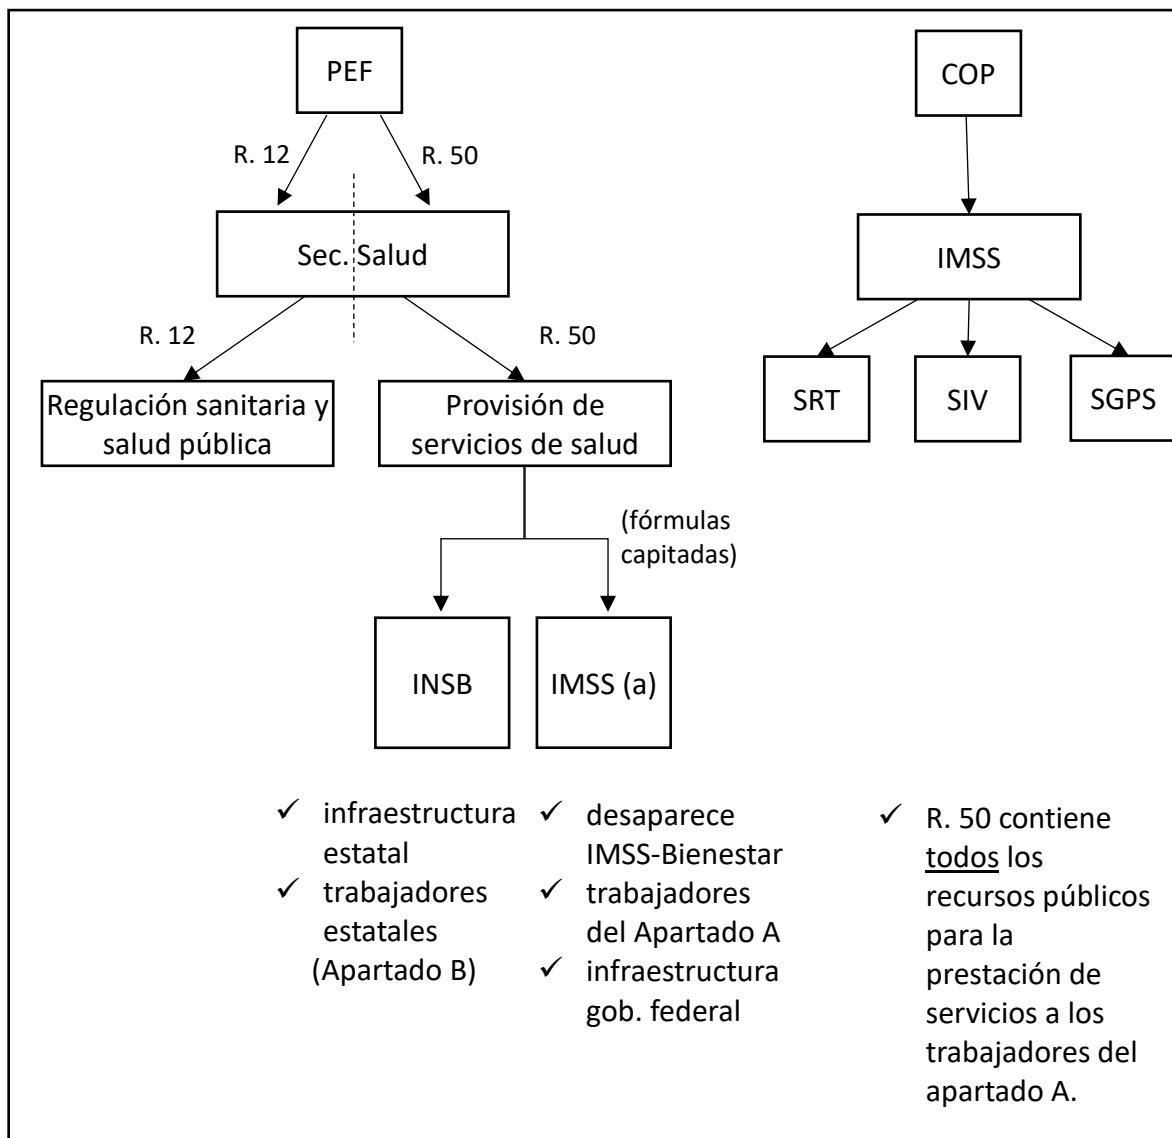 PEF
COP
R. 12
R. 50
Sec. Salud
IMSS
R. 12
R. 50
Regulación sanitaria y
salud pública
Provisión de
servicios de salud
SRT
SIV
SGPS
(fórmulas
capitadas)
INSB
IMSS (a)
✓ infraestructura
estatal
✓ trabajadores
estatales
(Apartado B)
✓ desaparece
IMSS-Bienestar
✓ trabajadores
del Apartado A
✓ infraestructura
gob. federal
✓ R. 50 contiene
todos los
recursos públicos
para la
prestación de
servicios a los
trabajadores del
apartado A.